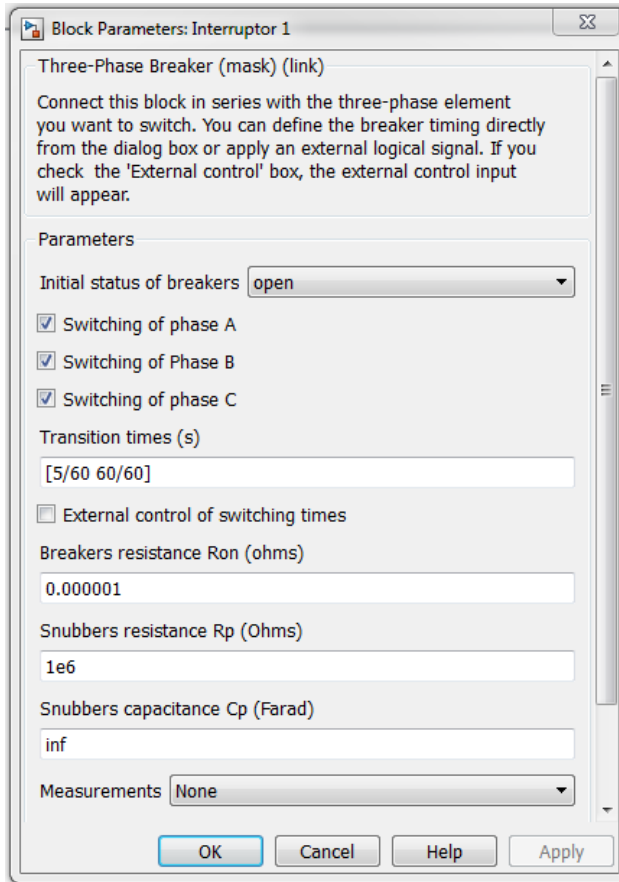 Block Parameters: Interruptor 1
Three-Phase Breaker (mask) (link)
Connect this block in series with the three-phase element
you want to switch. You can define the breaker timing directly
from the dialog box or apply an external logical signal. If you
check  the 'External control' box, the external control input
will appear.
Parameters
Initial status of breakers open
Switching of phase A
Switching of Phase B
Switching of phase C
Transition times (s)
[5/60 60/60]
External control of switching times
Breakers resistance Ron (ohms)
0.000001
Snubbers resistance Rp (Ohms)
1e6
Snubbers capacitance Cp (Farad)
inf
Measurements None
OK Cancel Help Apply